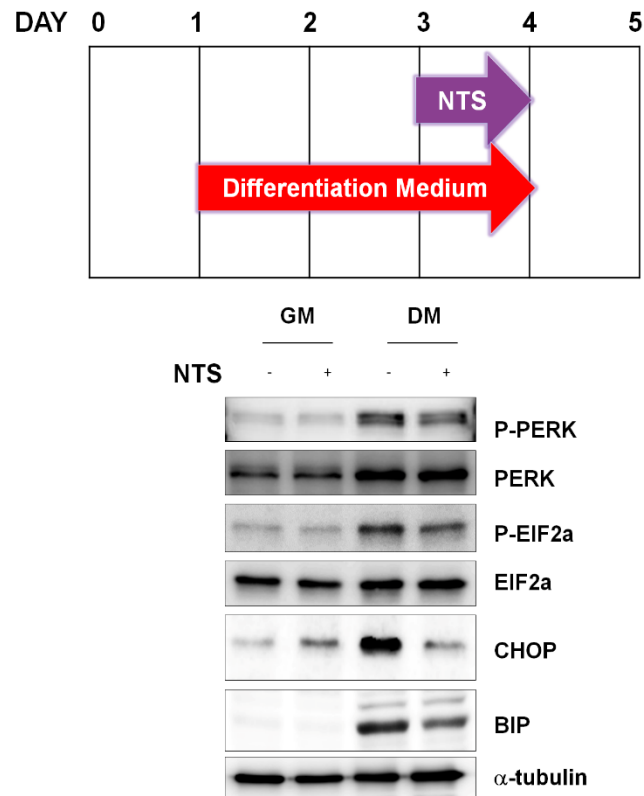 DAY 0 1 2 3 4 5
NTS
Differentiation Medium
GM DM
NTS - + - +
P-PERK
PERK
P-EIF2a
EIF2a
CHOP
BIP
α-tubulin